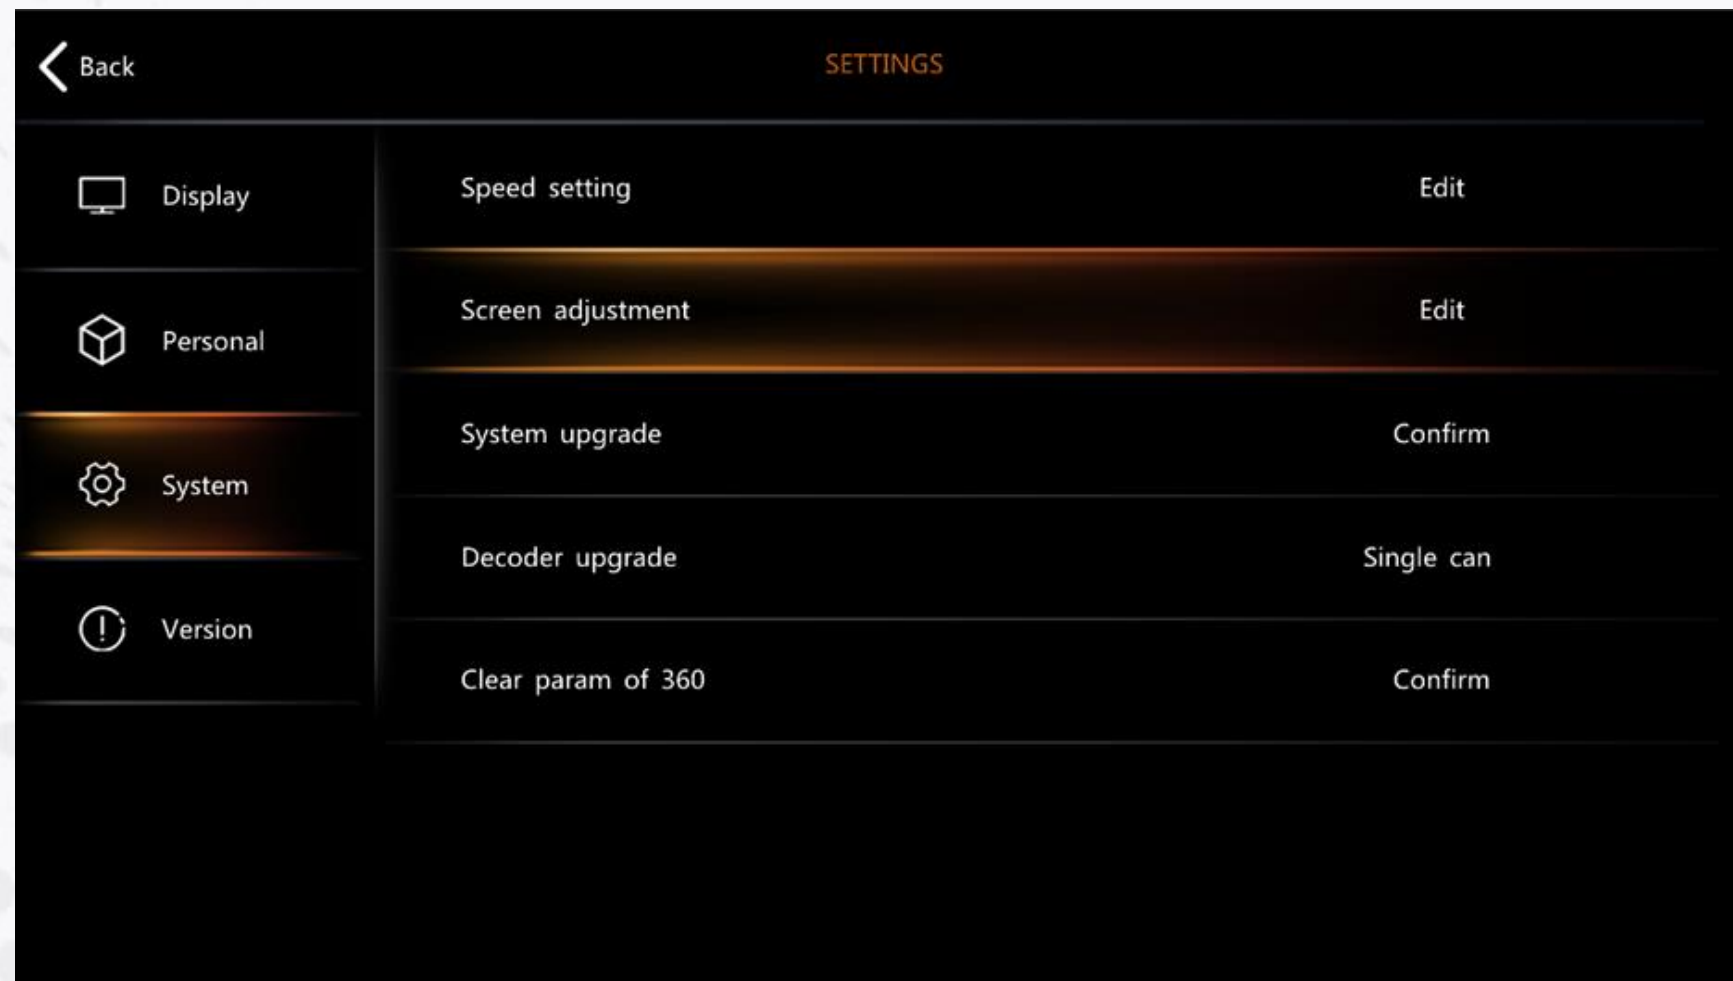 Back
SETTINGS
Display
Personal
System
Version
Speed setting Edit
Screen adjustment Edit
System upgrade Confirm
Decoder upgrade Single can
Clear param of 360 Confirm